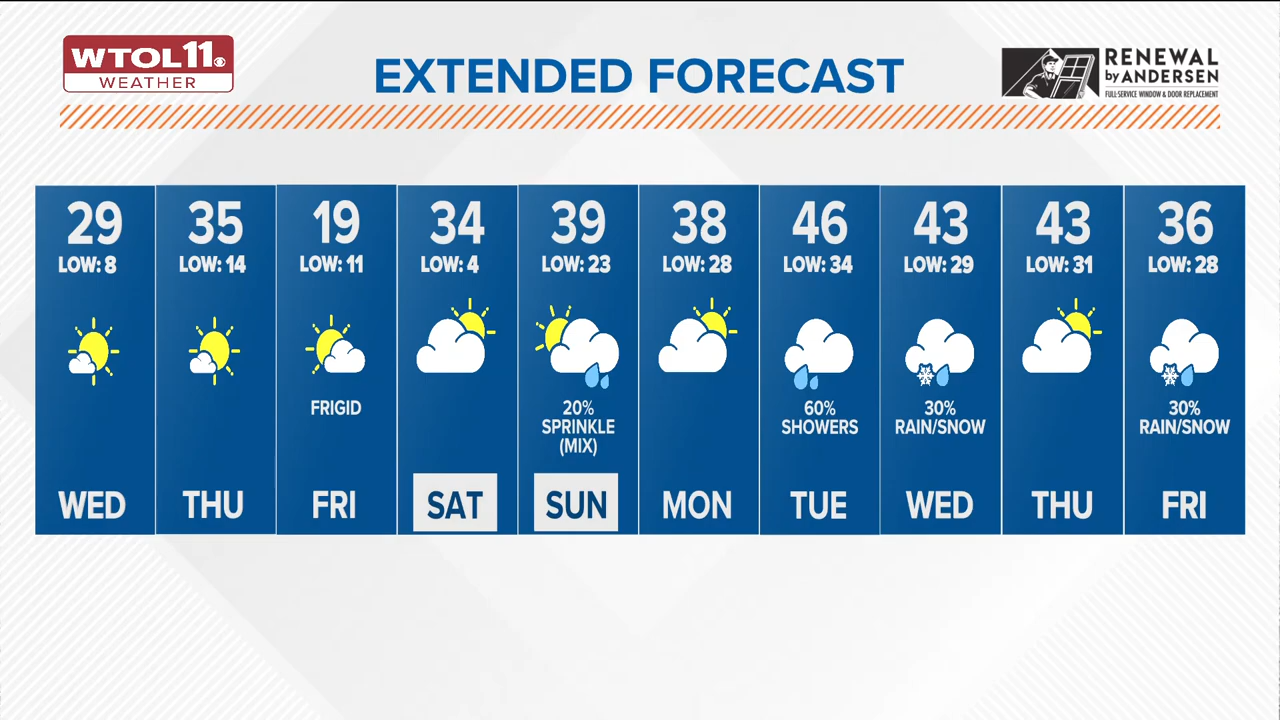 WTOL11
WEATHER
EXTENDED FORECAST
RENEWAL
by ANDERSEN
FULL-SERVICE WINDOW & DOOR REPLACEMENT
29
LOW: 8
WED
35
LOW: 14
THU
19
LOW: 11
FRIGID
FRI
34
LOW: 4
SAT
39
LOW: 23
20%
SPRINKLE
(MIX)
SUN
38
LOW: 28
MON
46
LOW: 34
60%
SHOWERS
TUE
43
LOW: 29
30%
RAIN/SNOW
WED
43
LOW: 31
THU
36
LOW: 28
30%
RAIN/SNOW
FRI